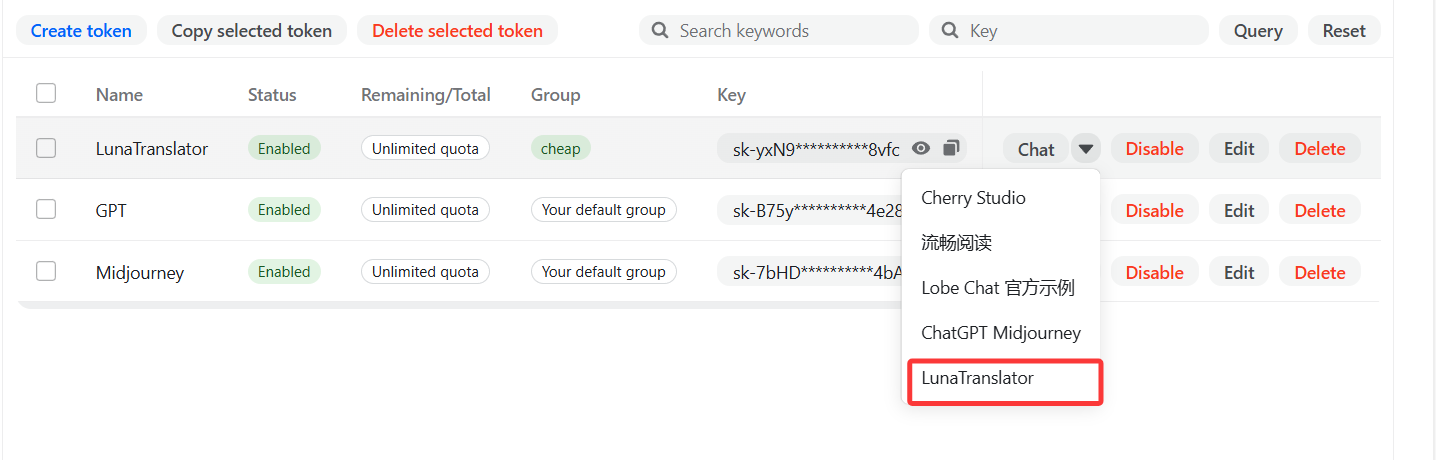 Create token Copy selected token Delete selected token Search keywords Key Query Reset
Name Status Remaining/Total Group Key
LunaTranslator Enabled Unlimited quota cheap sk-yxN9**********8vfc Chat Disable Edit Delete
GPT Enabled Unlimited quota Your default group sk-B75y**********4e28 Disable Edit Delete
Midjourney Enabled Unlimited quota Your default group sk-7bHD**********4bA Disable Edit Delete
Cherry Studio
流畅阅读
Lobe Chat 官方示例
ChatGPT Midjourney
LunaTranslator